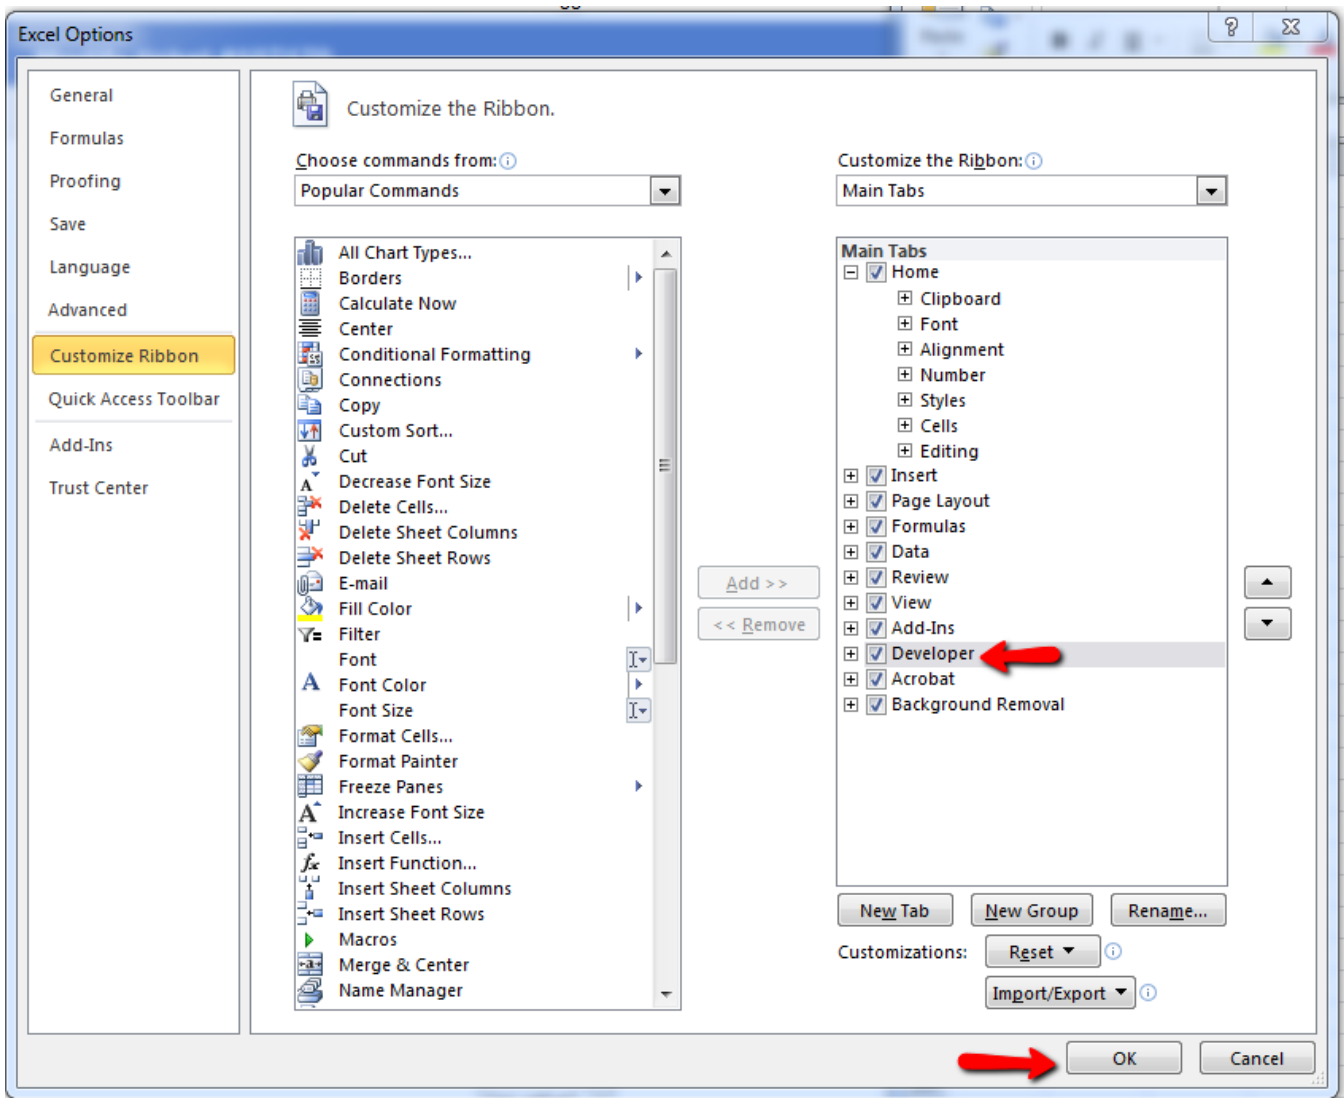 Excel Options
General
Formulas
Proofing
Save
Language
Advanced
Customize Ribbon
Quick Access Toolbar
Add-Ins
Trust Center
Customize the Ribbon.
Choose commands from:
Popular Commands
All Chart Types...
Borders
Calculate Now
Center
Conditional Formatting
Connections
Copy
Custom Sort...
Cut
Decrease Font Size
Delete Cells...
Delete Sheet Columns
Delete Sheet Rows
E-mail
Fill Color
Filter
Font
Font Color
Font Size
Format Cells...
Format Painter
Freeze Panes
Increase Font Size
Insert Cells...
Insert Function...
Insert Sheet Columns
Insert Sheet Rows
Macros
Merge & Center
Name Manager
Add >>
<< Remove
Customize the Ribbon:
Main Tabs
Main Tabs
Home
Clipboard
Font
Alignment
Number
Styles
Cells
Editing
Insert
Page Layout
Formulas
Data
Review
View
Add-Ins
Developer
Acrobat
Background Removal
New Tab New Group Rename...
Customizations: Reset
Import/Export
OK Cancel